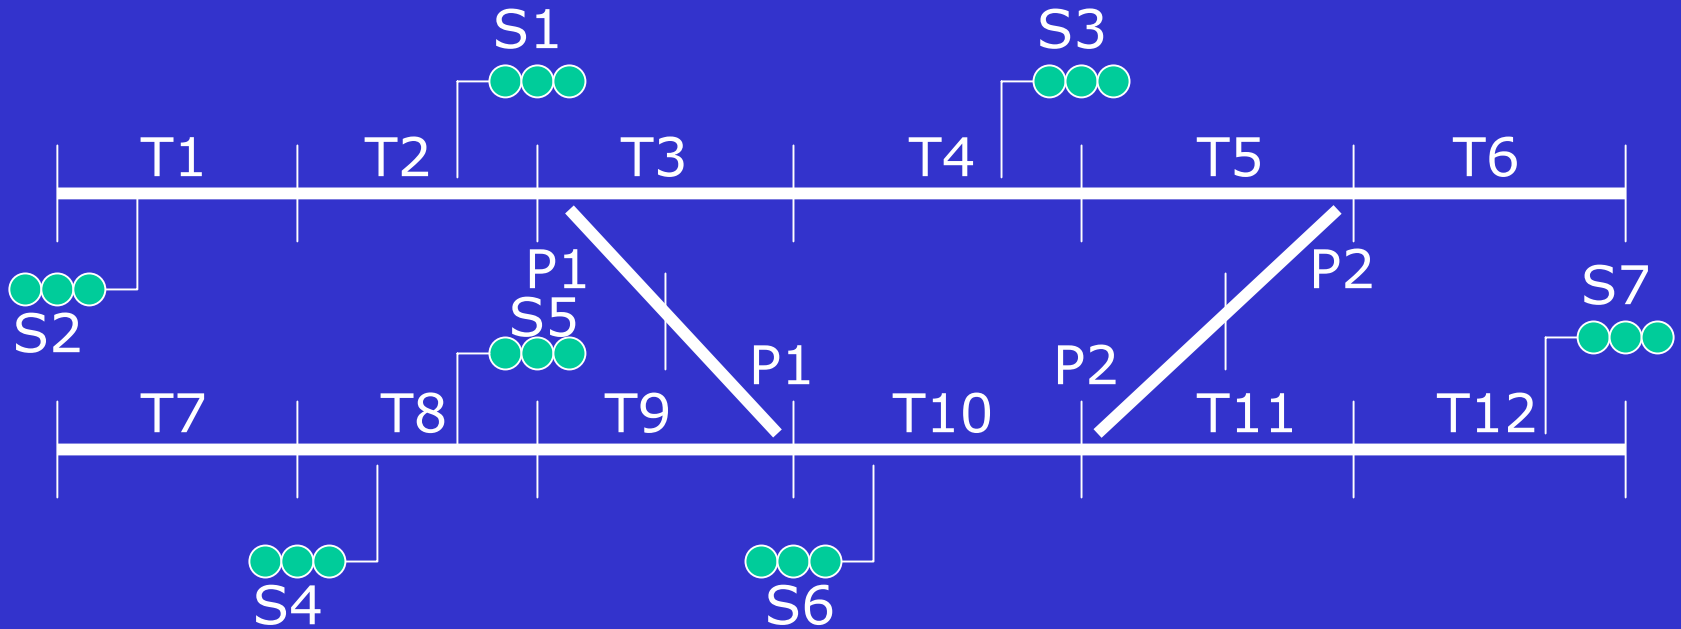 S1 S3
T1 T2 T3 T4 T5 T6
P1 P2
S7
S5
S2
P1 P2
T7 T8 T9 T10 T11 T12
S4 S6